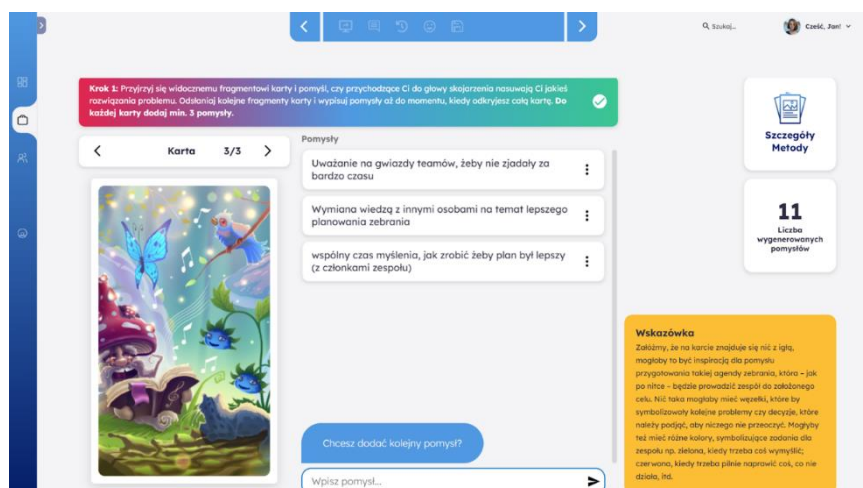 Szukaj...
Cześć, Jan!
Krok 1: Przyjrzyj się widocznemu fragmentowi karty i pomyśl, czy przychodzące Ci do głowy skojarzenia nasuwają Ci jakieś
rozwiązania problemu. Odsłaniaj kolejne fragmenty karty i wypisuj pomysły aż do momentu, kiedy odkryjesz całą kartę. Do
każdej karty dodaj min. 3 pomysły.
Karta 3/3
Pomysły
Uważanie na gwiazdy teamów, żeby nie zjadały za
bardzo czasu
Wymiana wiedzą z innymi osobami na temat lepszego
planowania zebrania
wspólny czas myślenia, jak zrobić żeby plan był lepszy
(z członkami zespołu)
Chcesz dodać kolejny pomysł?
Wpisz pomysł...
Szczegóły
Metody
11
Liczba
wygenerowanych
pomysłów
Wskazówka
Załóżmy, że na karcie znajduje się nić z igłą,
mogłoby to być inspiracją dla pomysłu
przygotowania takiej agendy zebrania, która – jak
po nitce – będzie prowadzić zespół do założonego
celu. Nić taka mogłaby mieć węzełki, które by
symbolizowały kolejne problemy czy decyzje, które
należy podjąć, aby niczego nie przeoczyć. Mogłyby
też mieć różne kolory, symbolizujące zadania dla
zespołu np. zielona, kiedy trzeba coś wymyślić;
czerwona, kiedy trzeba pilnie naprawić coś, co nie
działa, itd.